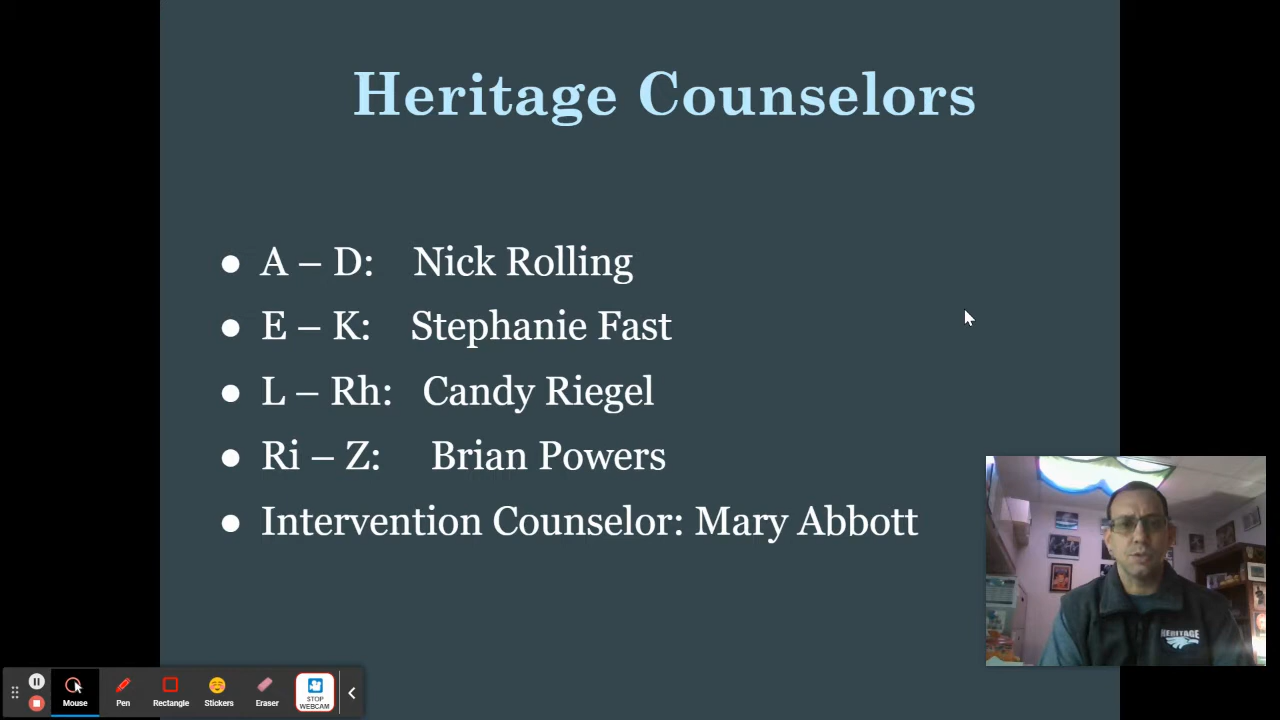 Heritage Counselors
● A – D: Nick Rolling
● E – K: Stephanie Fast
● L – Rh: Candy Riegel
● Ri – Z: Brian Powers
● Intervention Counselor: Mary Abbott
HERITAGE
Mouse
Pen
Rectangle
Stickers
Eraser
STOP
WEBCAM